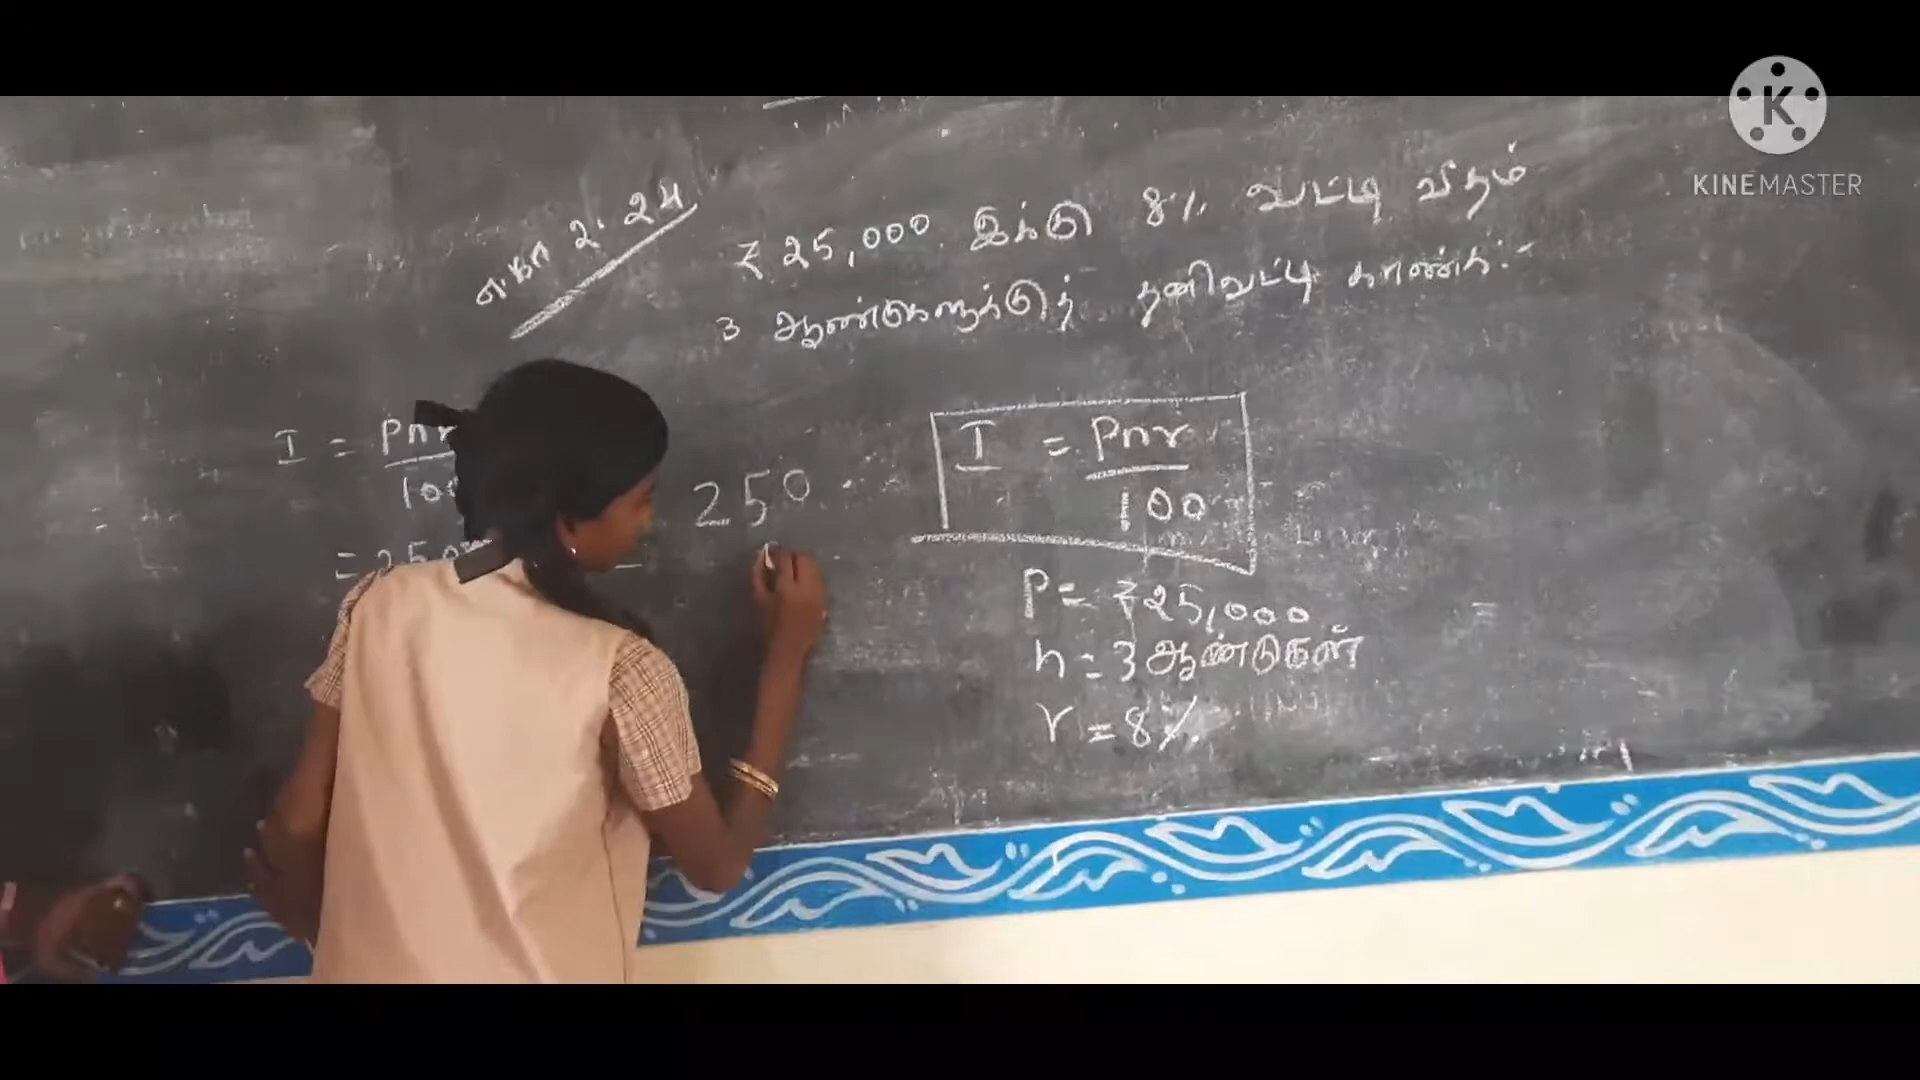 எ.கா 2.24
₹ 25,000 இக்கு 8% வட்டி வீதம்
3 ஆண்டுகளுக்குத் தனிவட்டி காண்க:-
I = Pnr
100
= 250
250
I = Pnr
100
P = ₹25,000
n = 3 ஆண்டுகள்
r = 8%
=
K
KINEMASTER